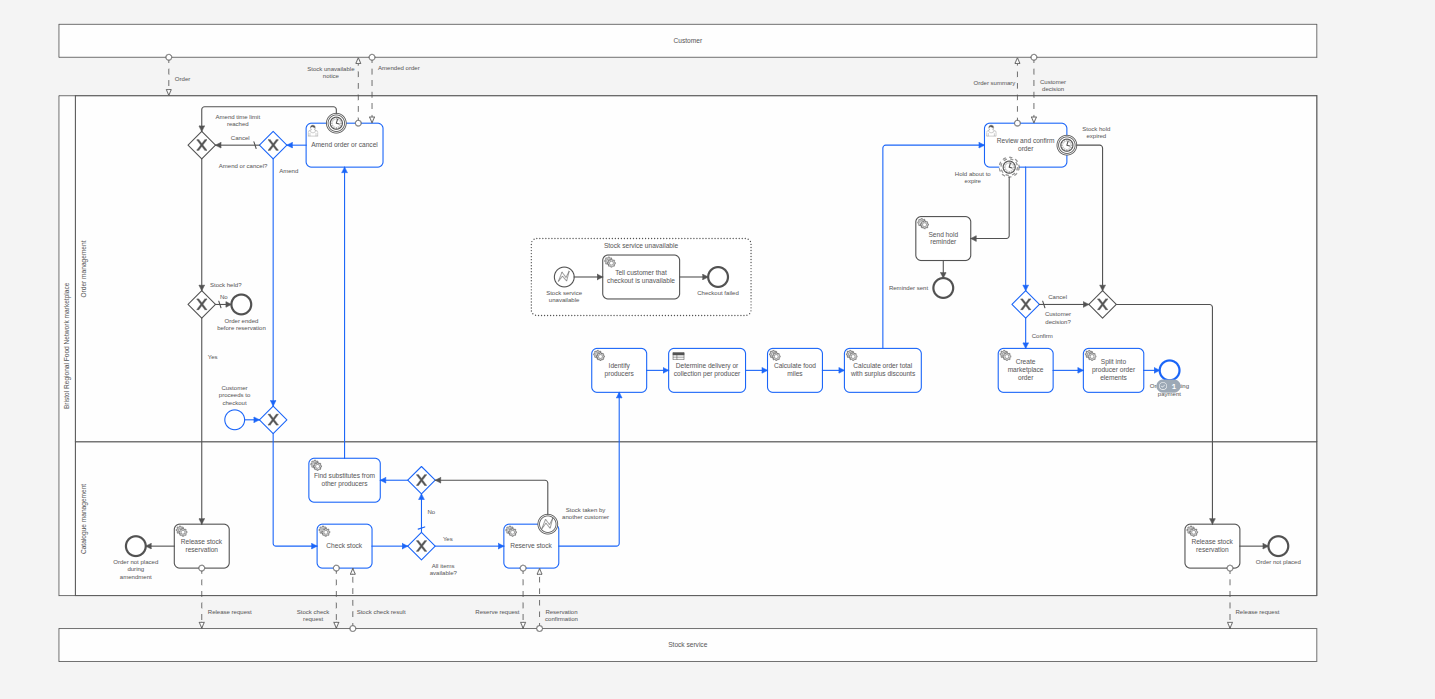 Customer
Order
Stock unavailable
notice
Amended order
Order summary
Customer
decision
Bristol Regional Food Network marketplace
Order management
Amend time limit
reached
Cancel
Amend or cancel?
Amend
Amend order or cancel
Review and confirm
order
Stock hold
expired
Hold about to
expire
Send hold
reminder
Reminder sent
Stock service unavailable
Stock service
unavailable
Tell customer that
checkout is unavailable
Checkout failed
Stock held?
No
Order ended
before reservation
Yes
Cancel
Customer
decision?
Confirm
Customer
proceeds to
checkout
Identify
producers
Determine delivery or
collection per producer
Calculate food
miles
Calculate order total
with surplus discounts
Create
marketplace
order
Split into
producer order
elements
1
payment
Catalogue management
Find substitutes from
other producers
No
Stock taken by
another customer
Release stock
reservation
Order not placed
during
amendment
Check stock
Yes
All items
available?
Reserve stock
Release stock
reservation
Order not placed
Release request
Stock check
request
Stock check result
Reserve request
Reservation
confirmation
Release request
Stock service